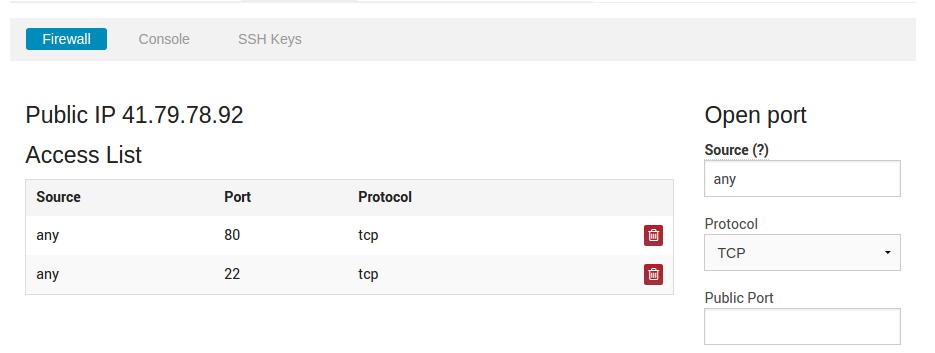 Firewall Console SSH Keys
Public IP 41.79.78.92
Access List
Source Port Protocol
any 80 tcp
any 22 tcp
Open port
Source (?)
any
Protocol
TCP
Public Port